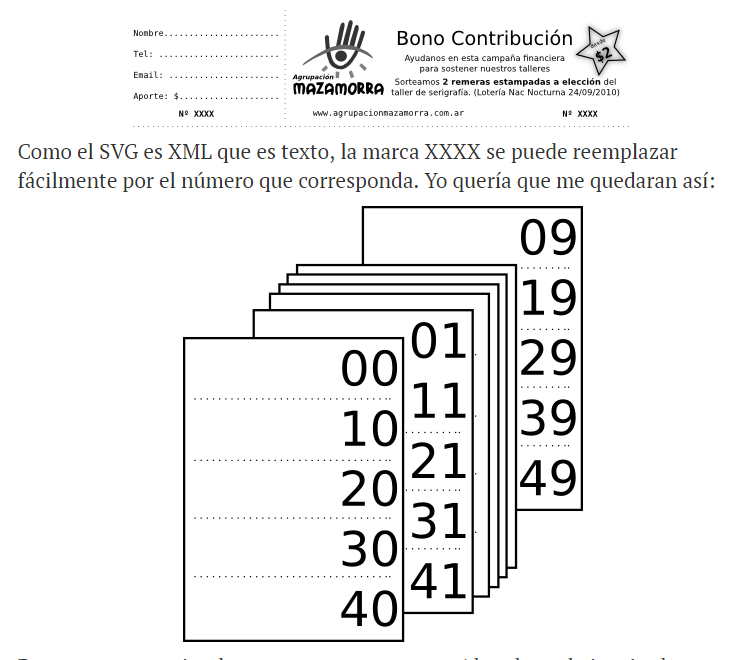 Nombre.......................
Tel: ........................
Email: ......................
Aporte: $....................
Nº XXXX
Agrupación
MAZAMORRA
Bono Contribución
desde
$2
Ayudanos en esta campaña financiera
para sostener nuestros talleres
Sorteamos 2 remeras estampadas a elección del
taller de serigrafía. (Lotería Nac Nocturna 24/09/2010)
www.agrupacionmazamorra.com.ar
Nº XXXX
Como el SVG es XML que es texto, la marca XXXX se puede reemplazar
fácilmente por el número que corresponda. Yo quería que me quedaran así:
00
10
20
30
40
01
11
21
31
41
09
19
29
39
49